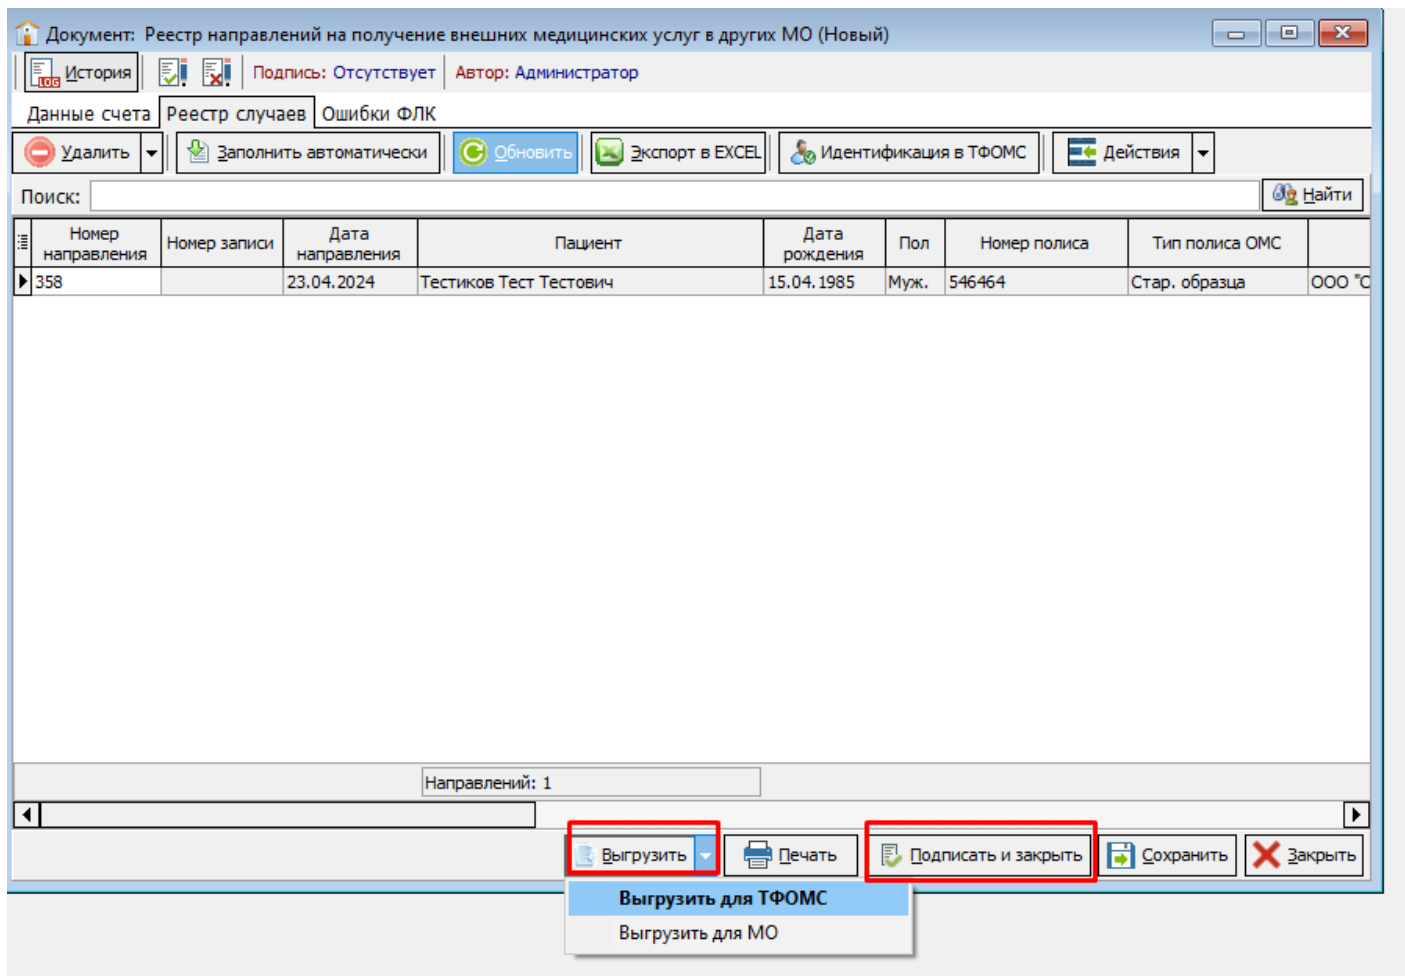 Документ: Реестр направлений на получение внешних медицинских услуг в других МО (Новый)
LOG История Подпись: Отсутствует Автор: Администратор
Данные счета Реестр случаев Ошибки ФЛК
Удалить Заполнить автоматически Обновить Экспорт в EXCEL Идентификация в ТФОМС Действия
Поиск: Найти
Номер направления Номер записи Дата направления Пациент Дата рождения Пол Номер полиса Тип полиса ОМС
358 23.04.2024 Тестиков Тест Тестович 15.04.1985 Муж. 546464 Стар. образца ООО "С
Направлений: 1
Выгрузить Печать Подписать и закрыть Сохранить Закрыть
Выгрузить для ТФОМС
Выгрузить для МО